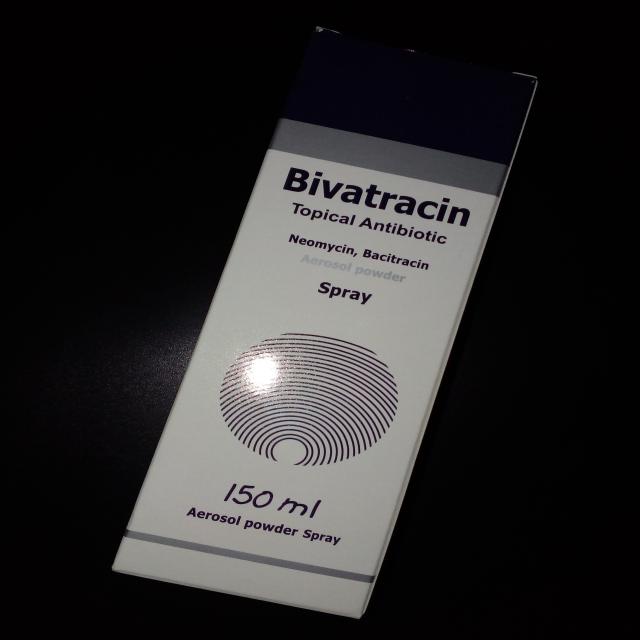 Bivatracin
Topical Antibiotic
Neomycin, Bacitracin
Aerosol powder
Spray
150 ml
Aerosol powder Spray